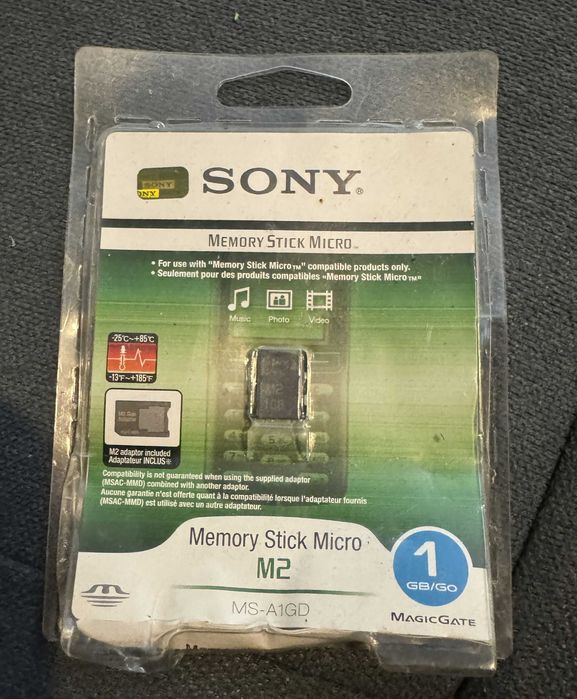 SONY
SONY
SONY®
MEMORY STICK MICRO™
• For use with "Memory Stick Micro™" compatible products only.
• Seulement pour des produits compatibles «Memory Stick Micro™»
Music Photo Video
-25°C~+85°C
-13°F~+185°F
M2
1GB
M2 adaptor included
Adaptateur INCLUS※
Compatibility is not guaranteed when using the supplied adaptor
(MSAC-MMD) combined with another adaptor.
Aucune garantie n'est offerte quant à la compatibilité lorsque l'adaptateur fournis
(MSAC-MMD) est utilisé avec un autre adaptateur.
Memory Stick Micro
M2
MS-A1GD
1
GB/GO
MAGICGATE